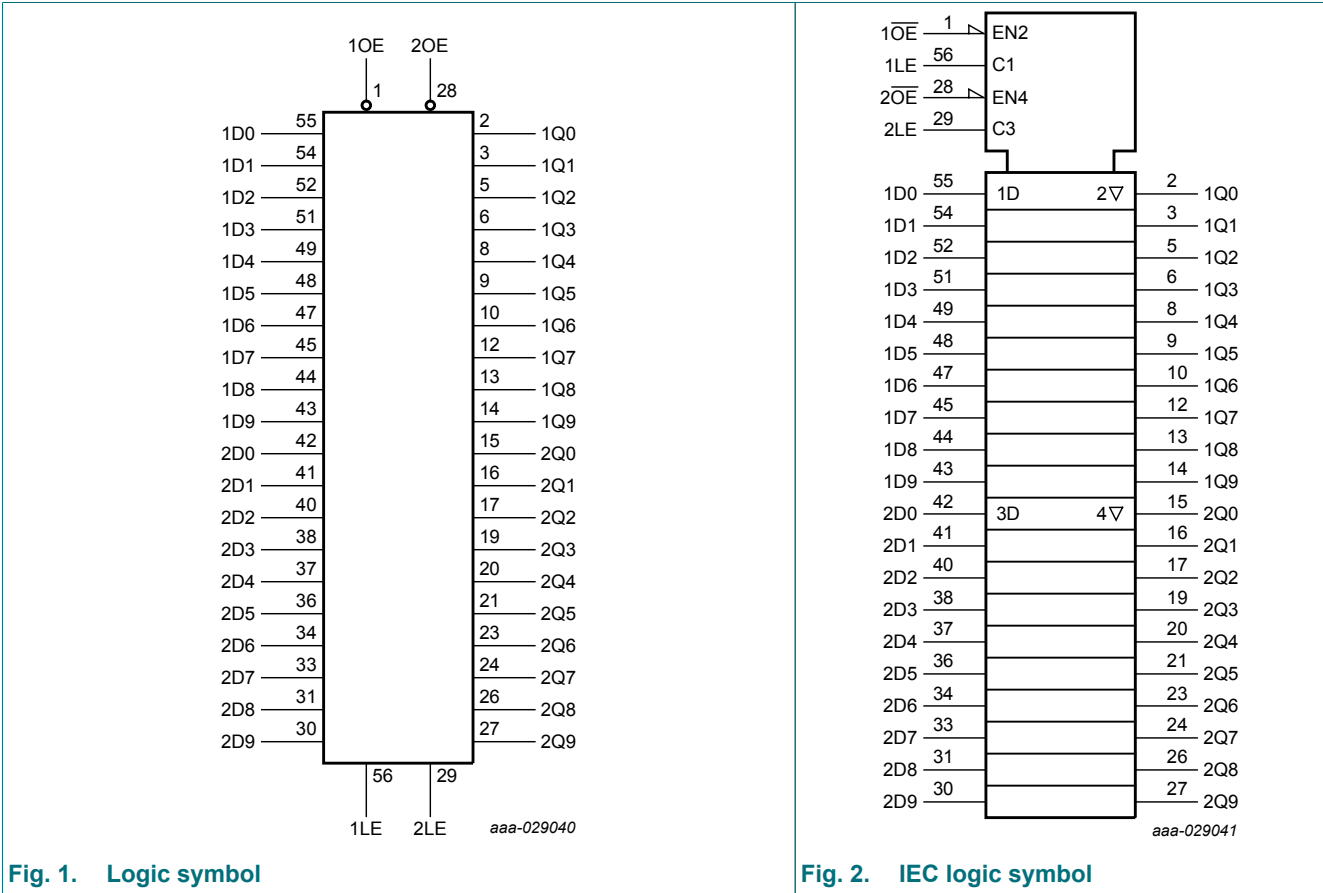 1OE 2OE
1 28
1D0 55 2 1Q0
1D1 54 3 1Q1
1D2 52 5 1Q2
1D3 51 6 1Q3
1D4 49 8 1Q4
1D5 48 9 1Q5
1D6 47 10 1Q6
1D7 45 12 1Q7
1D8 44 13 1Q8
1D9 43 14 1Q9
2D0 42 15 2Q0
2D1 41 16 2Q1
2D2 40 17 2Q2
2D3 38 19 2Q3
2D4 37 20 2Q4
2D5 36 21 2Q5
2D6 34 23 2Q6
2D7 33 24 2Q7
2D8 31 26 2Q8
2D9 30 27 2Q9
56 29
1LE 2LE aaa-029040
Fig. 1. Logic symbol
1O̅E̅ 1 EN2
1LE 56 C1
2O̅E̅ 28 EN4
2LE 29 C3
1D0 55 1D 2▽ 2 1Q0
1D1 54 3 1Q1
1D2 52 5 1Q2
1D3 51 6 1Q3
1D4 49 8 1Q4
1D5 48 9 1Q5
1D6 47 10 1Q6
1D7 45 12 1Q7
1D8 44 13 1Q8
1D9 43 14 1Q9
2D0 42 3D 4▽ 15 2Q0
2D1 41 16 2Q1
2D2 40 17 2Q2
2D3 38 19 2Q3
2D4 37 20 2Q4
2D5 36 21 2Q5
2D6 34 23 2Q6
2D7 33 24 2Q7
2D8 31 26 2Q8
2D9 30 27 2Q9
aaa-029041
Fig. 2. IEC logic symbol